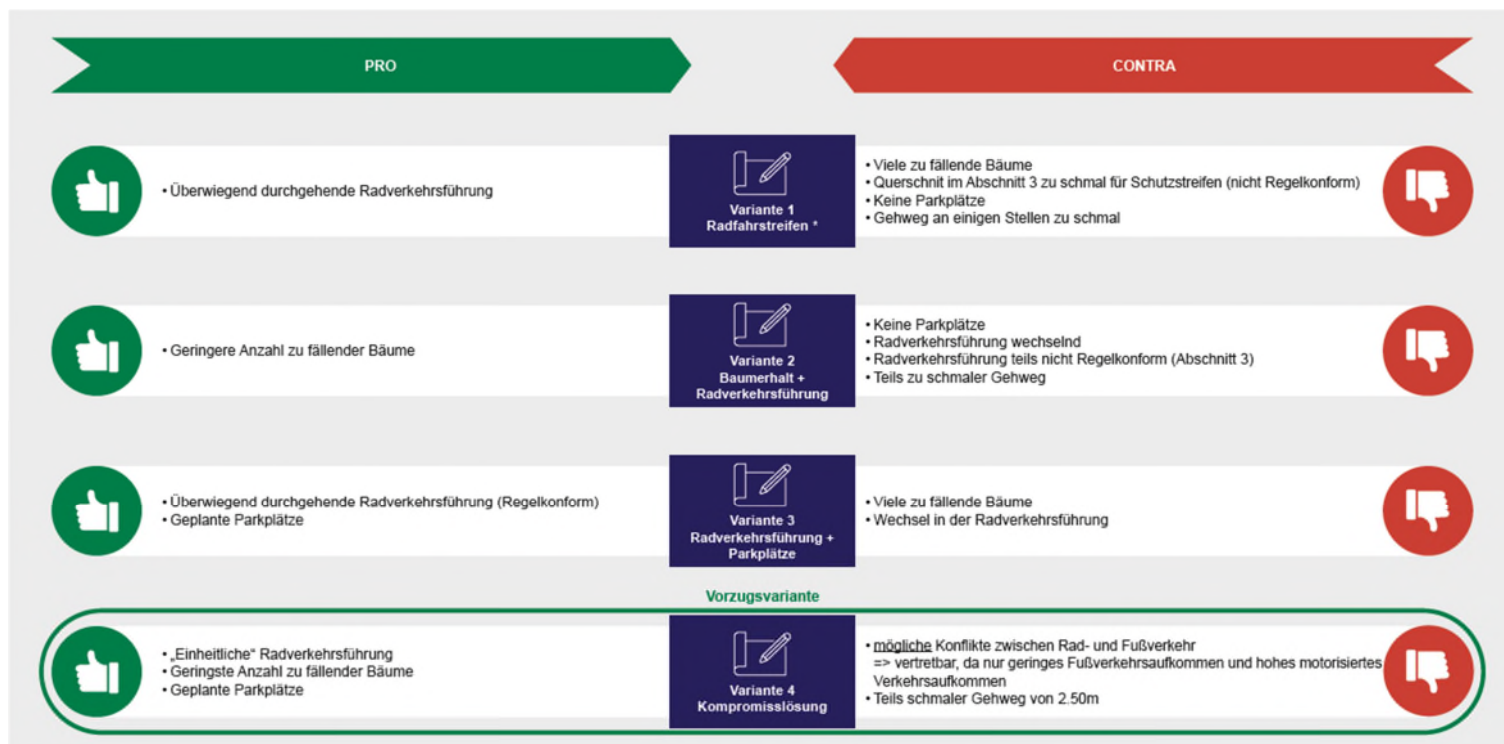 PRO
CONTRA
• Überwiegend durchgehende Radverkehrsführung
Variante 1
Radfahrstreifen *
• Viele zu fällende Bäume
• Querschnit im Abschnitt 3 zu schmal für Schutzstreifen (nicht Regelkonform)
• Keine Parkplätze
• Gehweg an einigen Stellen zu schmal
• Geringere Anzahl zu fällender Bäume
Variante 2
Baumerhalt +
Radverkehrsführung
• Keine Parkplätze
• Radverkehrsführung wechselnd
• Radverkehrsführung teils nicht Regelkonform (Abschnitt 3)
• Teils zu schmaler Gehweg
• Überwiegend durchgehende Radverkehrsführung (Regelkonform)
• Geplante Parkplätze
Variante 3
Radverkehrsführung +
Parkplätze
• Viele zu fällende Bäume
• Wechsel in der Radverkehrsführung
Vorzugsvariante
• „Einheitliche“ Radverkehrsführung
• Geringste Anzahl zu fällender Bäume
• Geplante Parkplätze
Variante 4
Kompromisslösung
• mögliche Konflikte zwischen Rad- und Fußverkehr
=> vertretbar, da nur geringes Fußverkehrsaufkommen und hohes motorisiertes
Verkehrsaufkommen
• Teils schmaler Gehweg von 2.50m